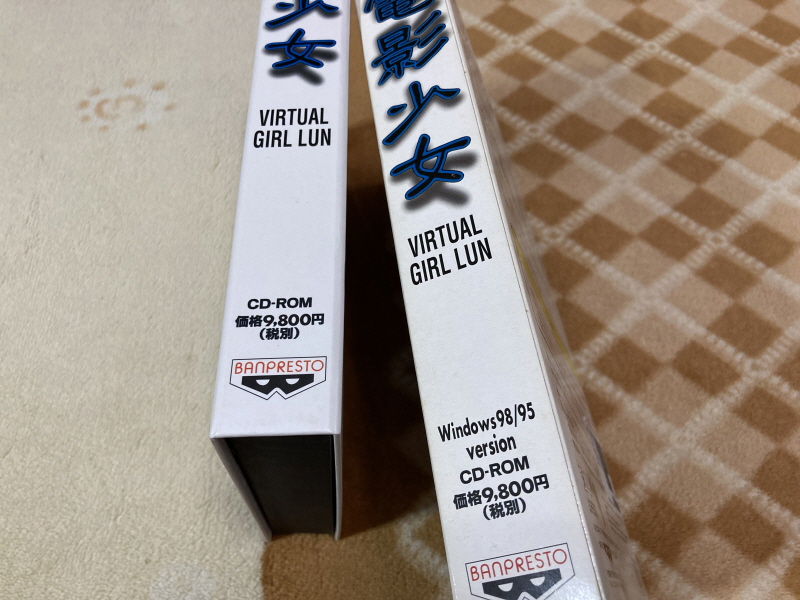 少女
VIRTUAL
GIRL LUN
CD-ROM
価格9,800円
(税別)
BANPRESTO
電影少女
VIRTUAL
GIRL LUN
Windows98/95
version
CD-ROM
価格9,800円
(税別)
BANPRESTO